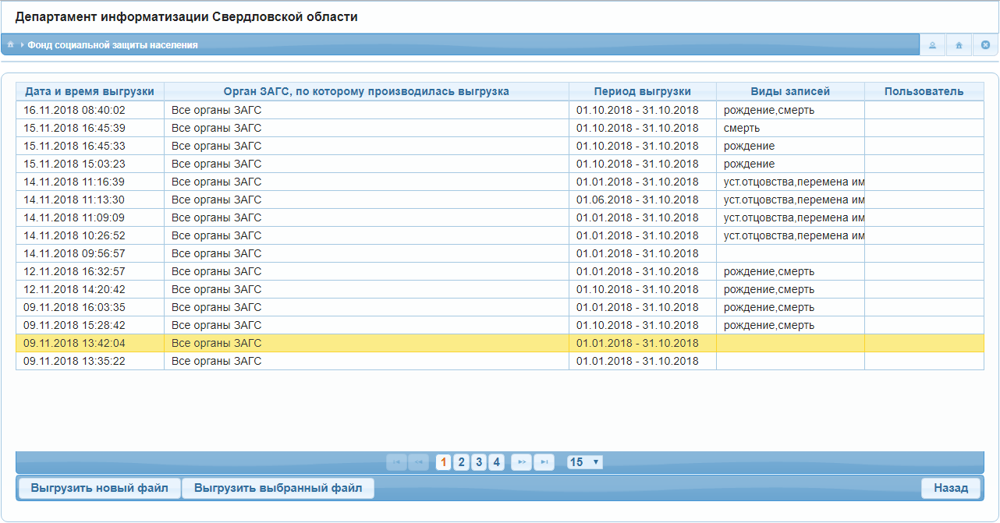 Департамент информатизации Свердловской области
Фонд социальной защиты населения
Дата и время выгрузки Орган ЗАГС, по которому производилась выгрузка Период выгрузки Виды записей Пользователь
16.11.2018 08:40:02 Все органы ЗАГС 01.10.2018 - 31.10.2018 рождение,смерть
15.11.2018 16:45:39 Все органы ЗАГС 01.10.2018 - 31.10.2018 смерть
15.11.2018 16:45:33 Все органы ЗАГС 01.10.2018 - 31.10.2018 рождение
15.11.2018 15:03:23 Все органы ЗАГС 01.10.2018 - 31.10.2018 рождение
14.11.2018 11:16:39 Все органы ЗАГС 01.01.2018 - 31.10.2018 уст.отцовства,перемена им
14.11.2018 11:13:30 Все органы ЗАГС 01.06.2018 - 31.10.2018 уст.отцовства,перемена им
14.11.2018 11:09:09 Все органы ЗАГС 01.01.2018 - 31.10.2018 уст.отцовства,перемена им
14.11.2018 10:26:52 Все органы ЗАГС 01.01.2018 - 31.10.2018 уст.отцовства,перемена им
14.11.2018 09:56:57 Все органы ЗАГС 01.01.2018 - 31.10.2018
12.11.2018 16:32:57 Все органы ЗАГС 01.01.2018 - 31.10.2018 рождение,смерть
12.11.2018 14:20:42 Все органы ЗАГС 01.10.2018 - 31.10.2018 рождение,смерть
09.11.2018 16:03:35 Все органы ЗАГС 01.01.2018 - 31.10.2018 рождение,смерть
09.11.2018 15:28:42 Все органы ЗАГС 01.10.2018 - 31.10.2018 рождение,смерть
09.11.2018 13:42:04 Все органы ЗАГС 01.01.2018 - 31.10.2018
09.11.2018 13:35:22 Все органы ЗАГС 01.01.2018 - 31.10.2018
1 2 3 4 15
Выгрузить новый файл Выгрузить выбранный файл Назад